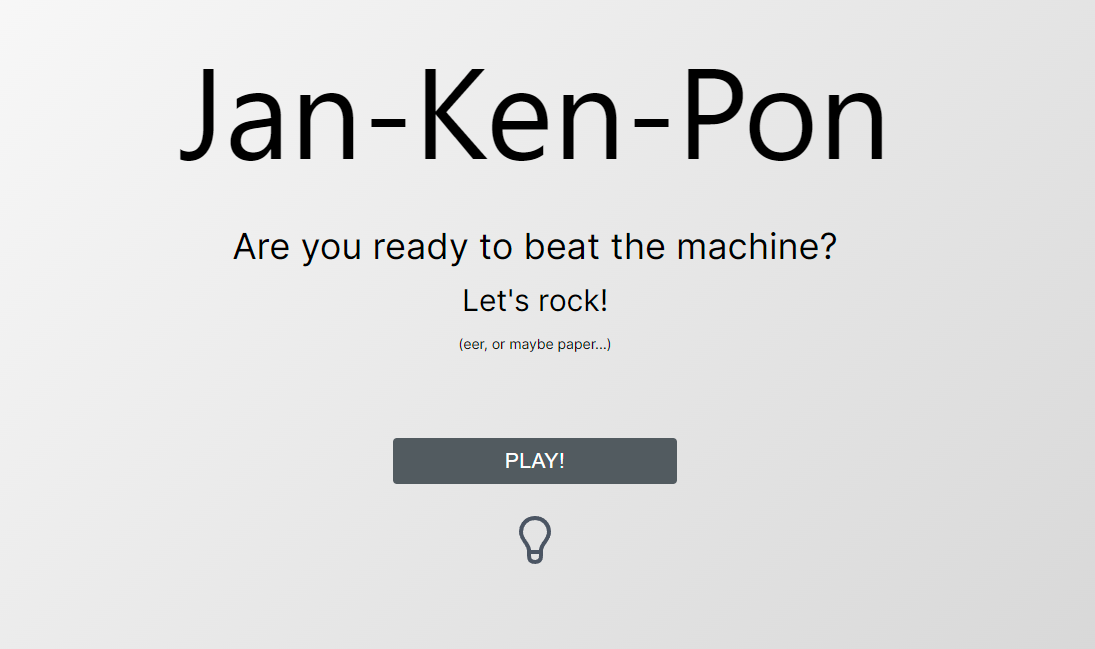 Jan-Ken-Pon
Are you ready to beat the machine?
Let's rock!
(eer, or maybe paper...)
PLAY!